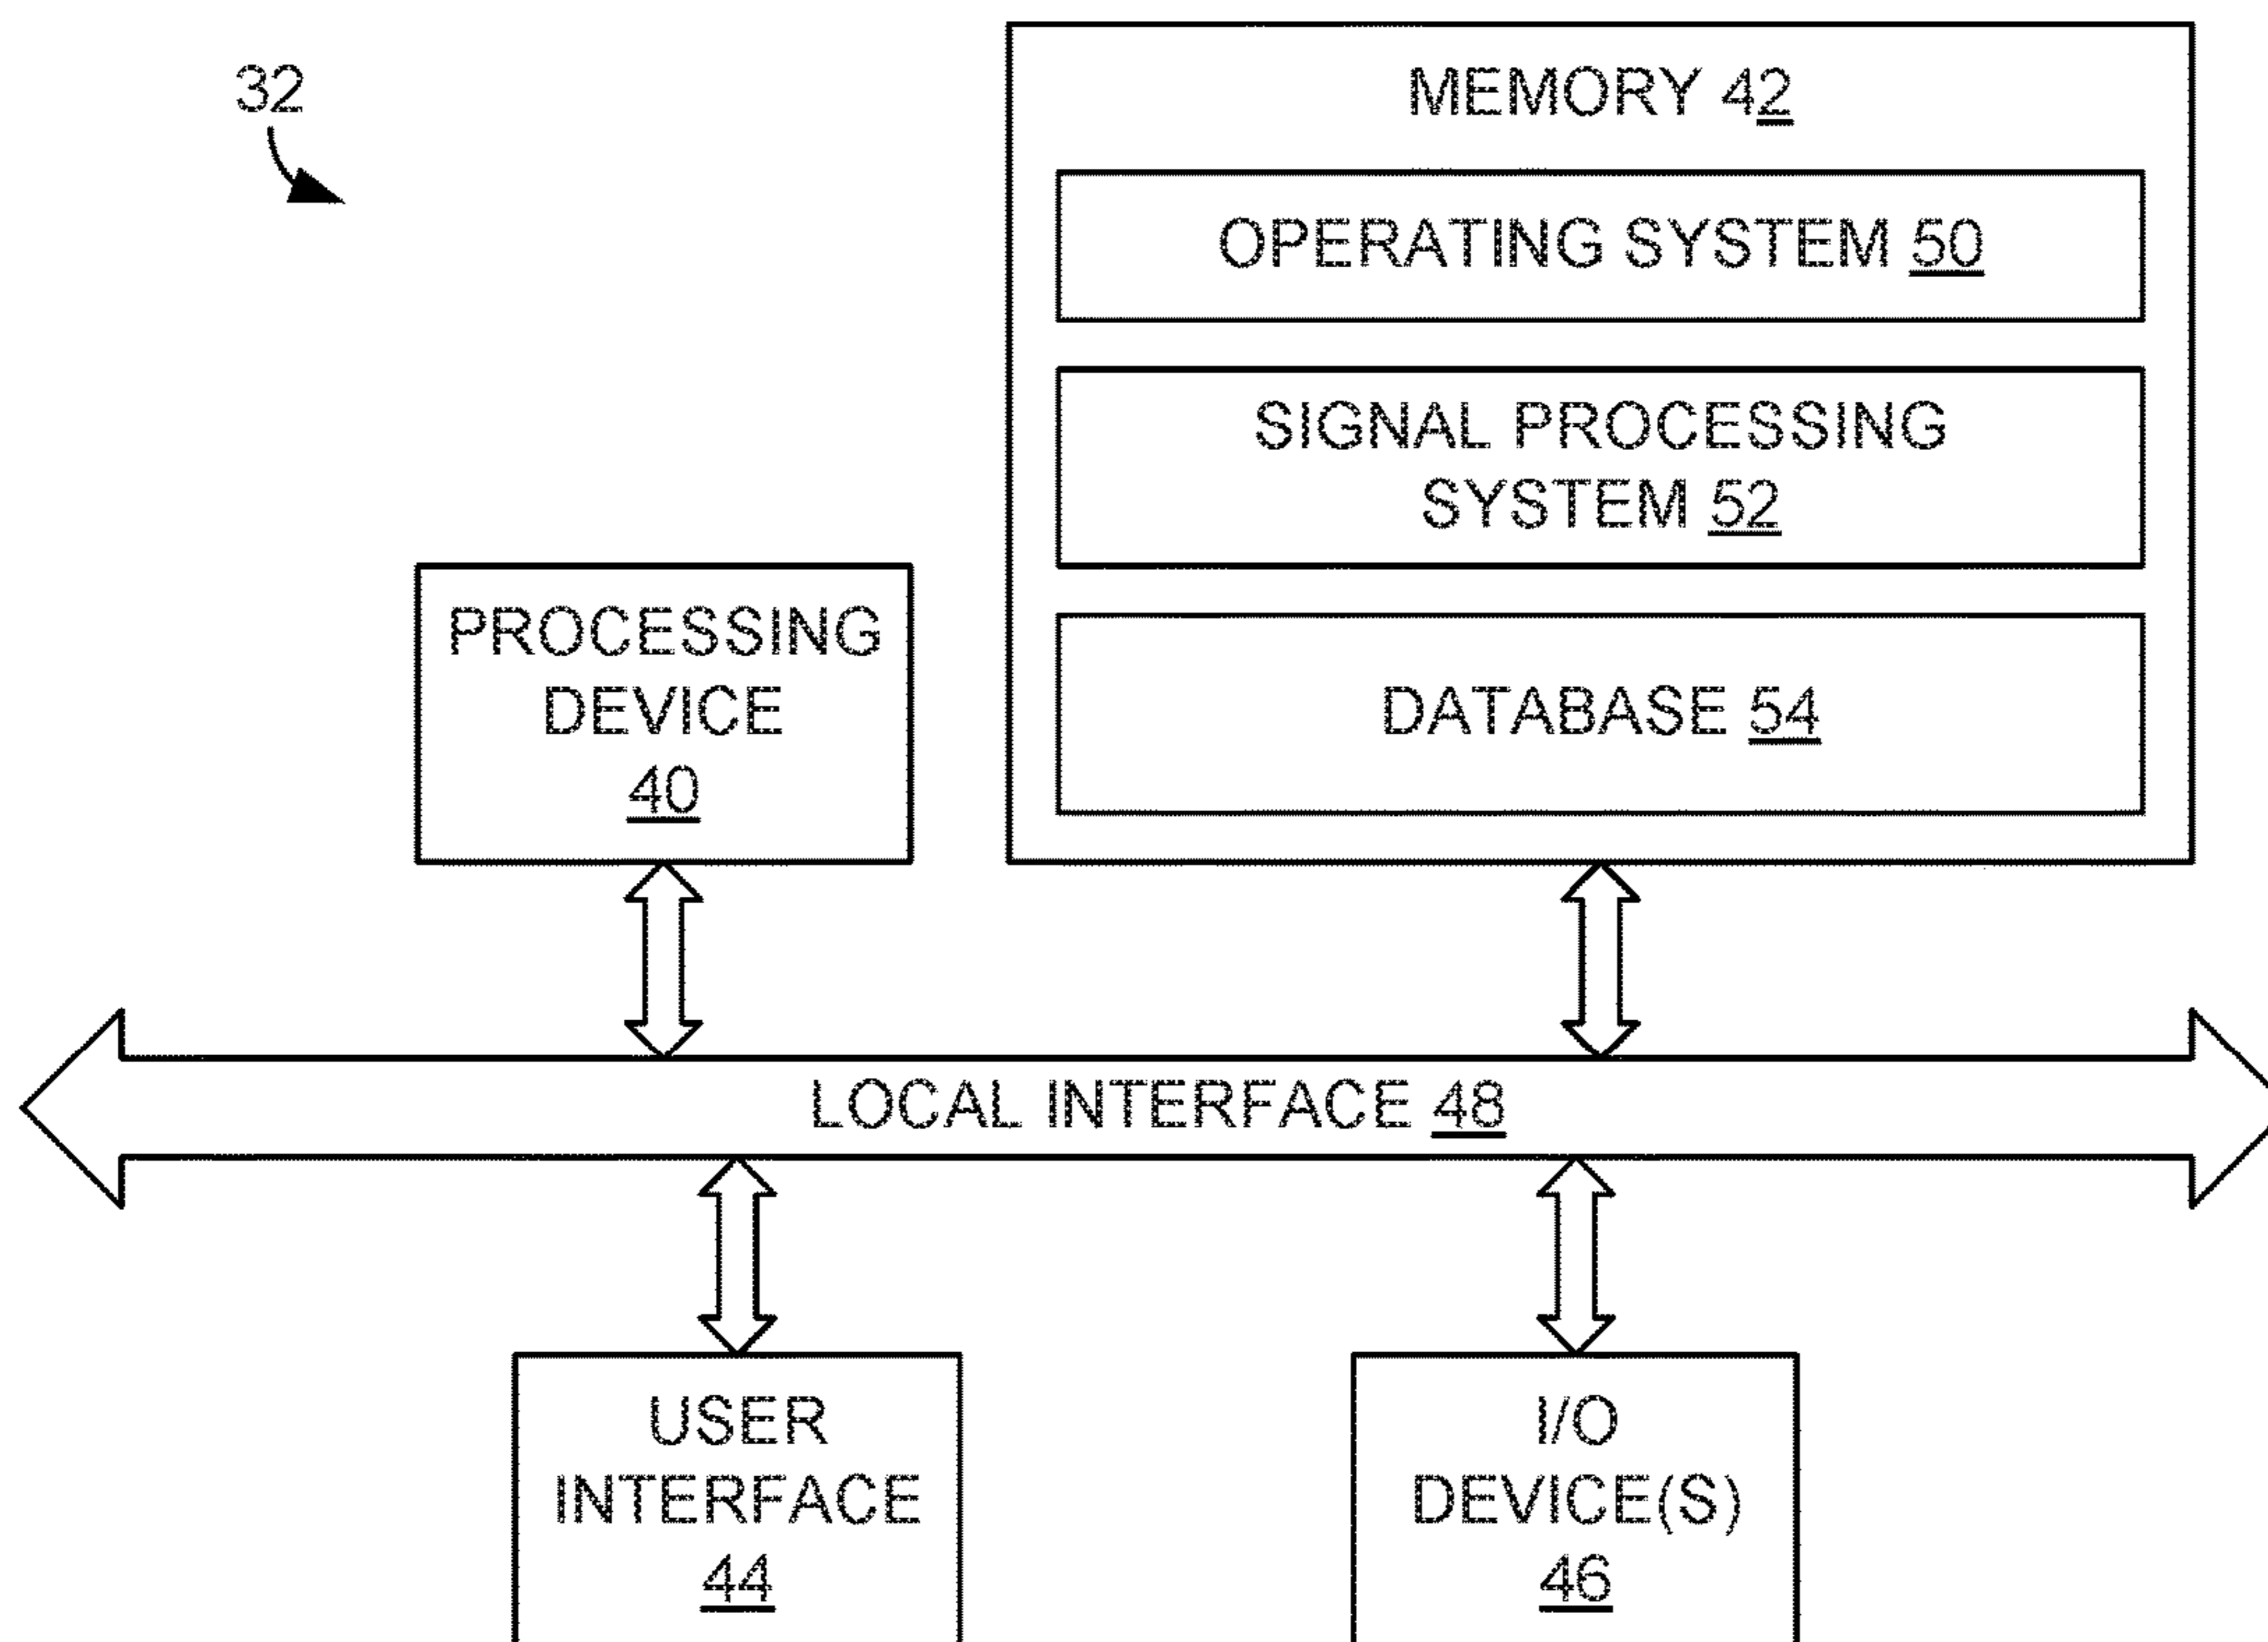 32
MEMORY 42
OPERATING SYSTEM 50
SIGNAL PROCESSING
SYSTEM 52
DATABASE 54
PROCESSING
DEVICE
40
LOCAL INTERFACE 48
USER
INTERFACE
44
I/O
DEVICE(S)
46